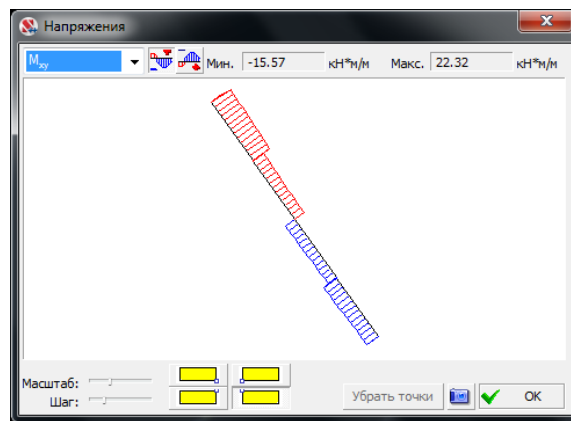 Напряжения
Mxy Мин. -15.57 кН*м/м Макс. 22.32 кН*м/м
Масштаб:
Шаг:
Убрать точки OK